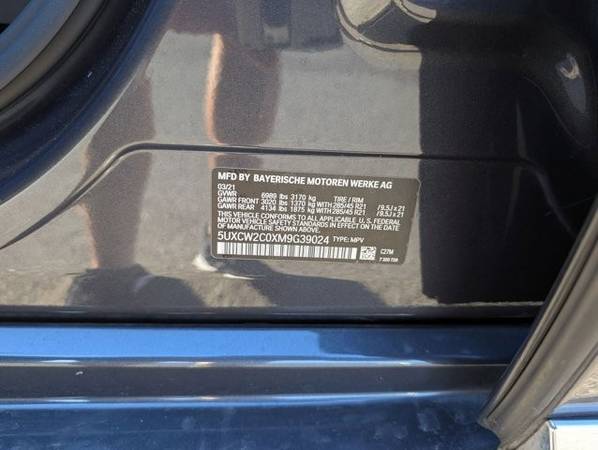 MFD BY BAYERISCHE MOTOREN WERKE AG
03/21
GVWR 6989 lbs 3170 kg TIRE / RIM
GAWR FRONT 3020 lbs 1370 kg WITH 285/45 R21 /9.5J x 21
GAWR REAR 4134 lbs 1875 kg WITH 285/45 R21 /9.5J x 21
THIS VEHICLE CONFORMS TO ALL APPLICABLE U.S. FEDERAL
MOTOR VEHICLE SAFETY STANDARDS IN EFFECT ON THE DATE OF
MANUFACTURE SHOWN ABOVE.
5UXCW2C0XM9G39024 TYPE: MPV
C27M